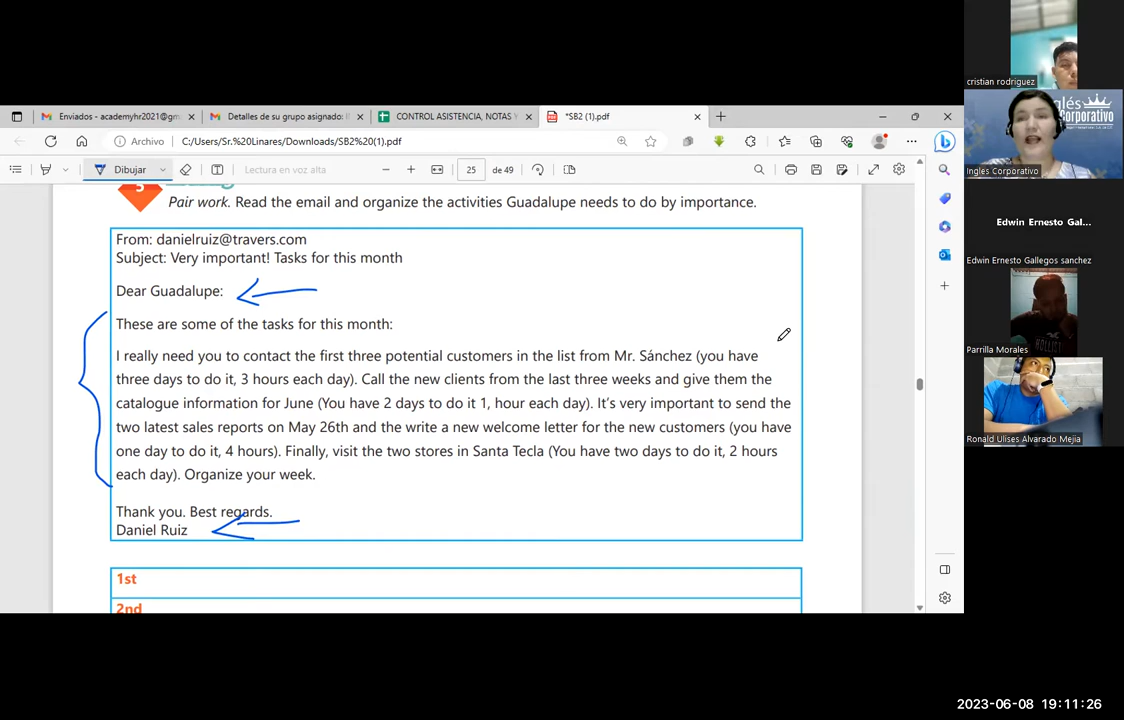 Enviados - academyhr2021@gm
Detalles de su grupo asignado: I
CONTROL ASISTENCIA, NOTAS Y
*SB2 (1).pdf
Archivo
C:/Users/Sr.%20Linares/Downloads/SB2%20(1).pdf
Dibujar
Lectura en voz alta
25
de 49
Pair work. Read the email and organize the activities Guadalupe needs to do by importance.
From: danielruiz@travers.com
Subject: Very important! Tasks for this month
Dear Guadalupe:
These are some of the tasks for this month:
I really need you to contact the first three potential customers in the list from Mr. Sánchez (you have
three days to do it, 3 hours each day). Call the new clients from the last three weeks and give them the
catalogue information for June (You have 2 days to do it 1, hour each day). It's very important to send the
two latest sales reports on May 26th and the write a new welcome letter for the new customers (you have
one day to do it, 4 hours). Finally, visit the two stores in Santa Tecla (You have two days to do it, 2 hours
each day). Organize your week.
Thank you. Best regards.
Daniel Ruiz
1st
2nd
cristian rodriguez
glés
Corporativo
Ingles Corporativo
Edwin Ernesto Gal...
Edwin Ernesto Gallegos sanchez
Parrilla Morales
Ronald Ulises Alvarado Mejia
2023-06-08 19:11:26